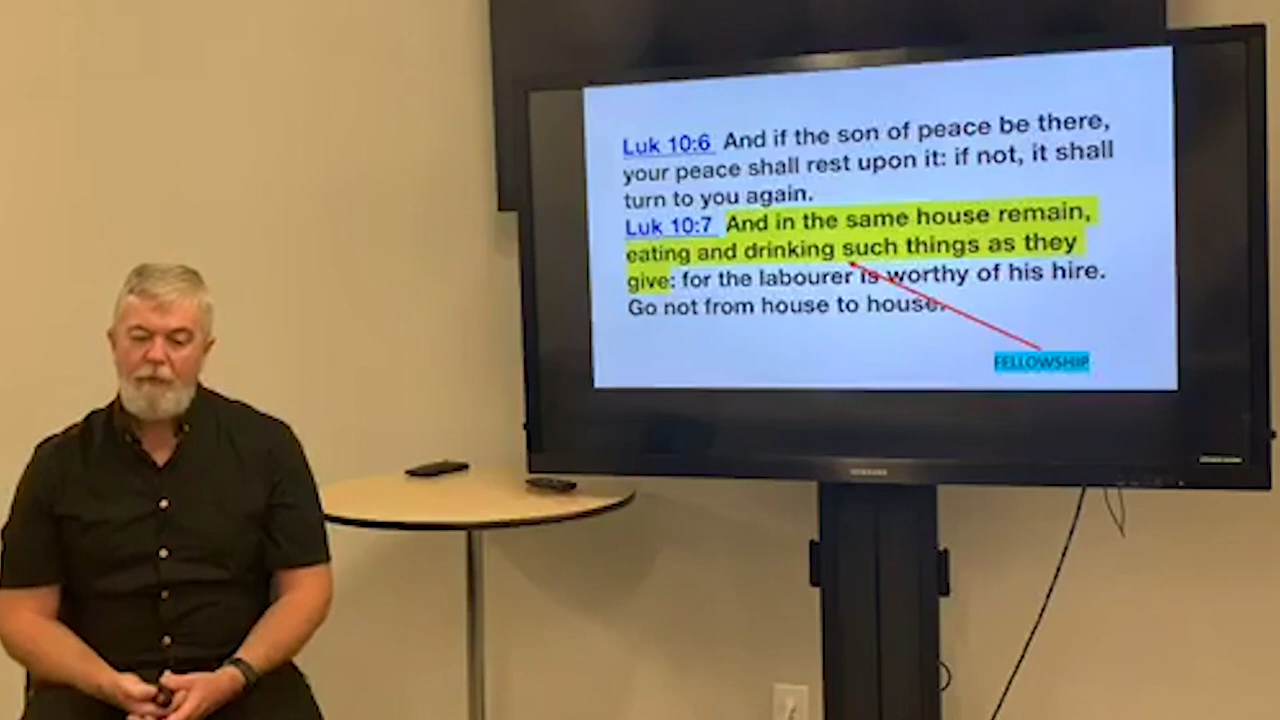 Luk 10:6 And if the son of peace be there,
your peace shall rest upon it: if not, it shall
turn to you again.
Luk 10:7 And in the same house remain,
eating and drinking such things as they
give: for the labourer is worthy of his hire.
Go not from house to house.
FELLOWSHIP
SAMSUNG